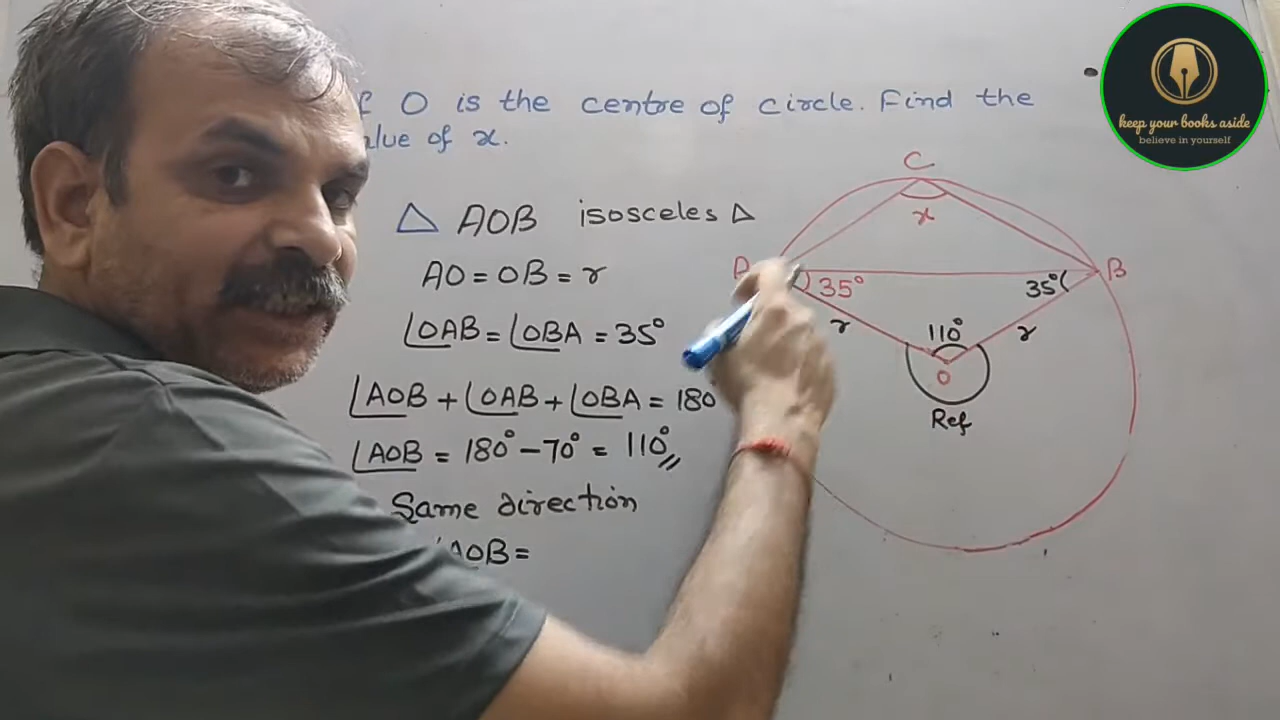 O is the centre of circle. Find the
of x.
△ AOB isosceles △
AO = OB = r
∠OAB = ∠OBA = 35°
∠AOB + ∠OAB + ∠OBA = 180
∠AOB = 180° - 70° = 110°
Same direction
AOB =
C
x
B
35°
35°
r
r
110°
O
Ref
keep your books aside
believe in yourself